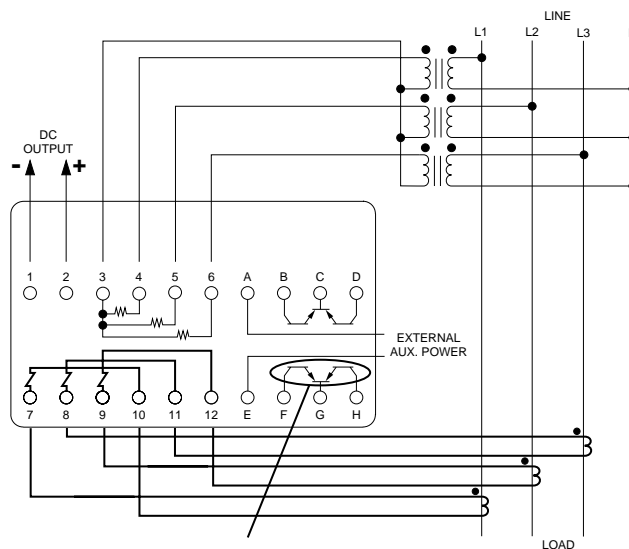 LINE
L1 L2 L3
DC
OUTPUT
- +
1 2 3 4 5 6 A B C D
EXTERNAL
AUX. POWER
7 8 9 10 11 12 E F G H
LOAD